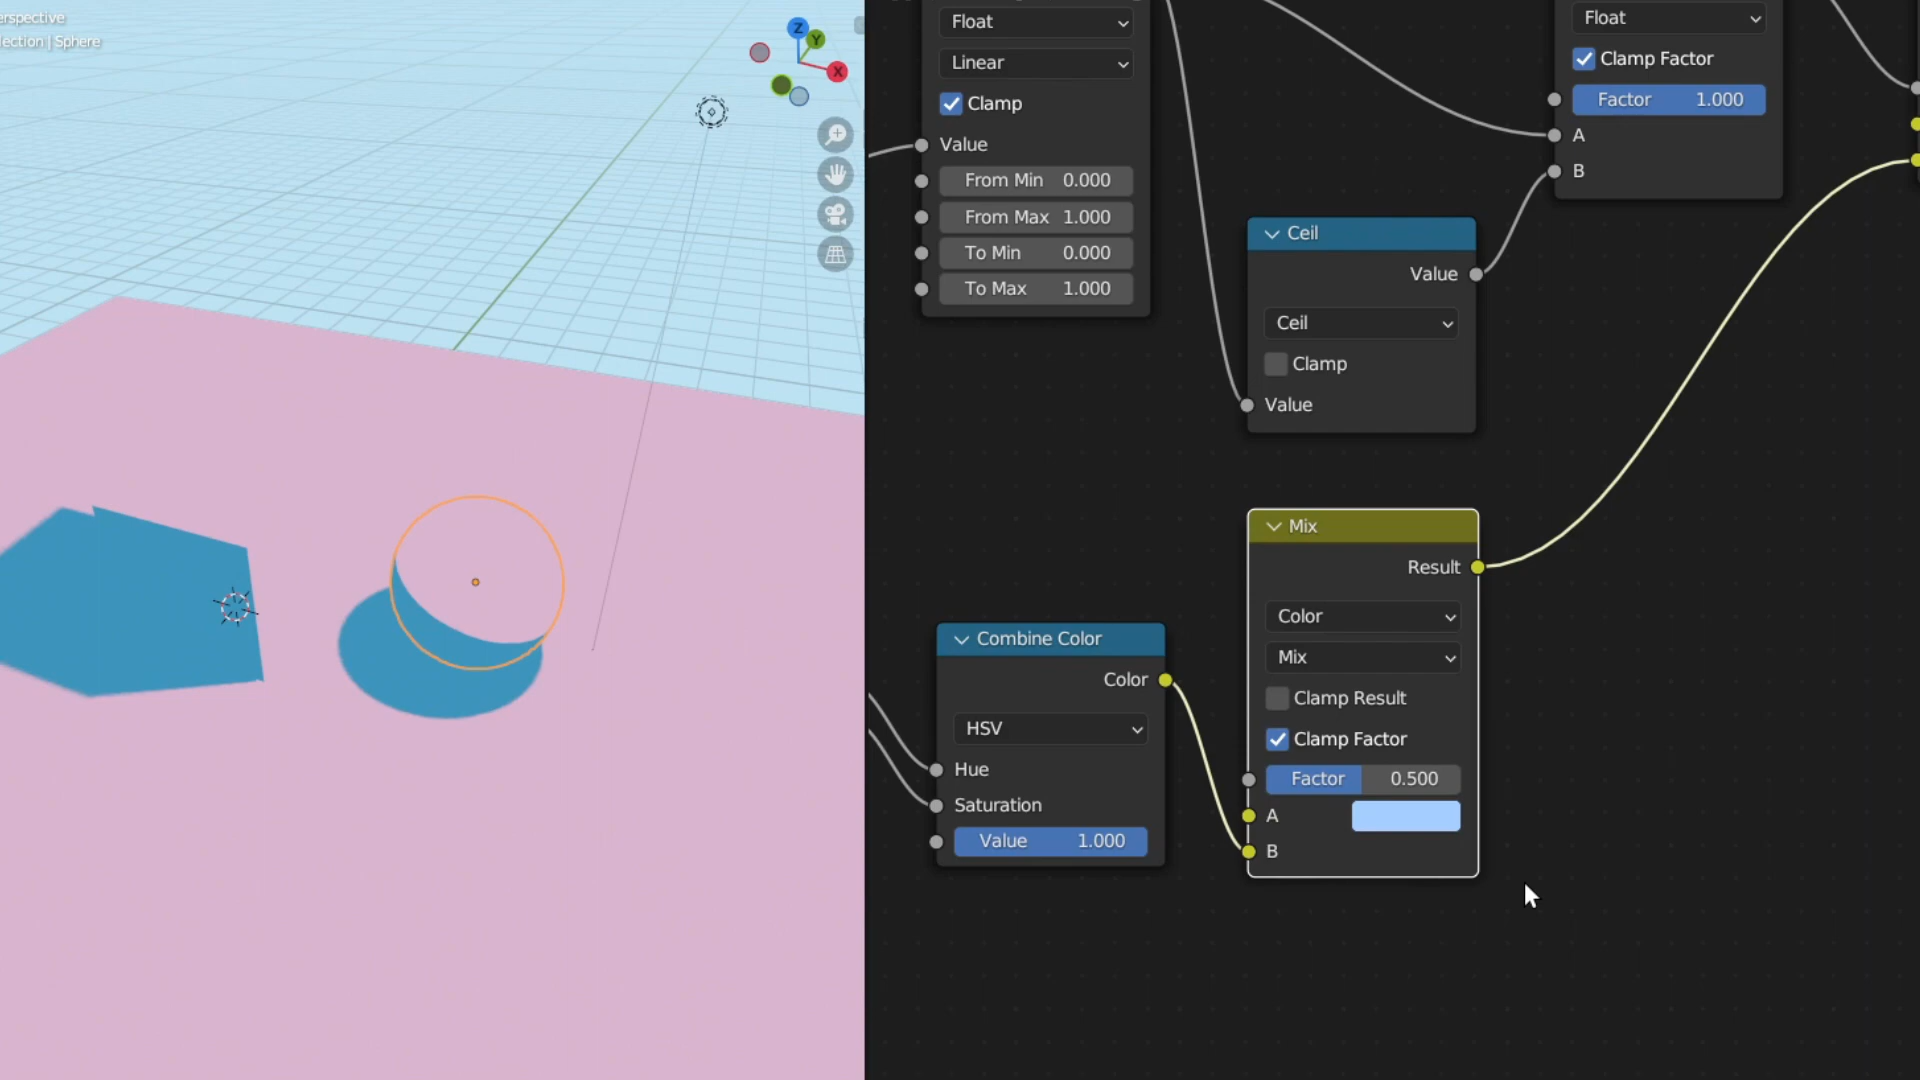 erspective
lection | Sphere
Z
Y
X
Float
Linear
Clamp
Value
From Min 0.000
From Max 1.000
To Min 0.000
To Max 1.000
Float
Clamp Factor
Factor 1.000
A
B
Ceil
Value
Ceil
Clamp
Value
Mix
Result
Color
Mix
Clamp Result
Clamp Factor
Factor 0.500
A
B
Combine Color
Color
HSV
Hue
Saturation
Value 1.000